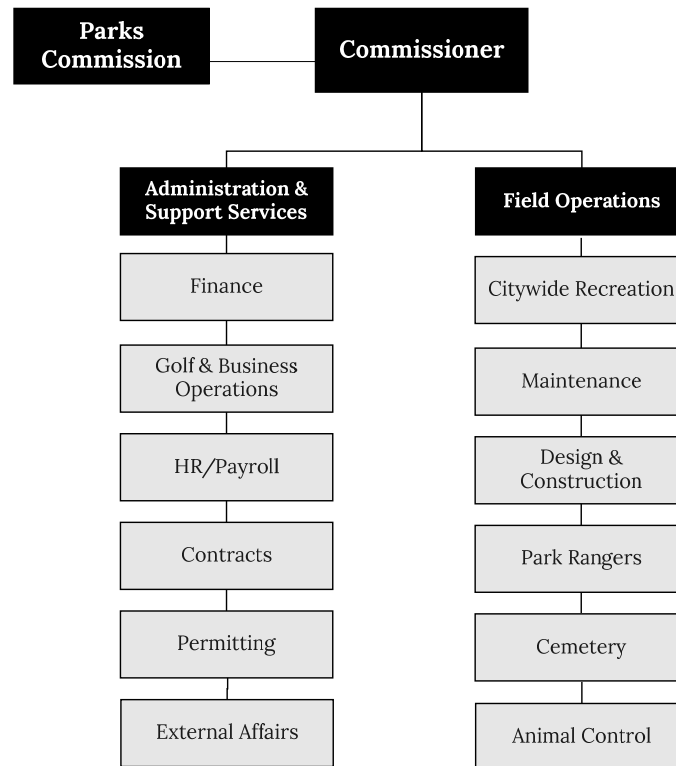 Parks
Commission
Commissioner
Administration &
Support Services
Finance
Golf & Business
Operations
HR/Payroll
Contracts
Permitting
External Affairs
Field Operations
Citywide Recreation
Maintenance
Design &
Construction
Park Rangers
Cemetery
Animal Control